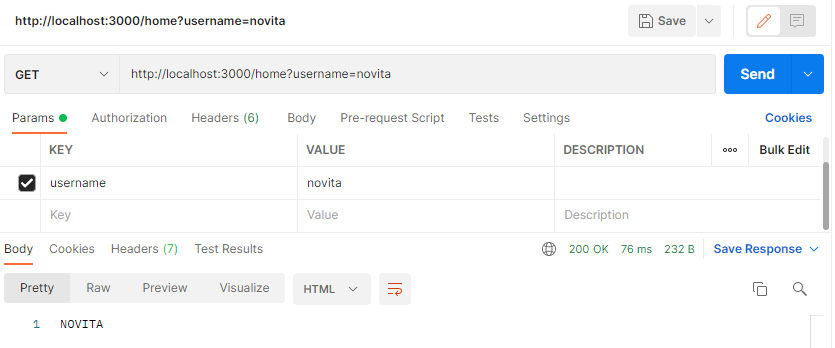 http://localhost:3000/home?username=novita Save
GET http://localhost:3000/home?username=novita Send
Params Authorization Headers (6) Body Pre-request Script Tests Settings Cookies
KEY VALUE DESCRIPTION ooo Bulk Edit
username novita
Key Value Description
Body Cookies Headers (7) Test Results 200 OK 76 ms 232 B Save Response
Pretty Raw Preview Visualize HTML
1 NOVITA